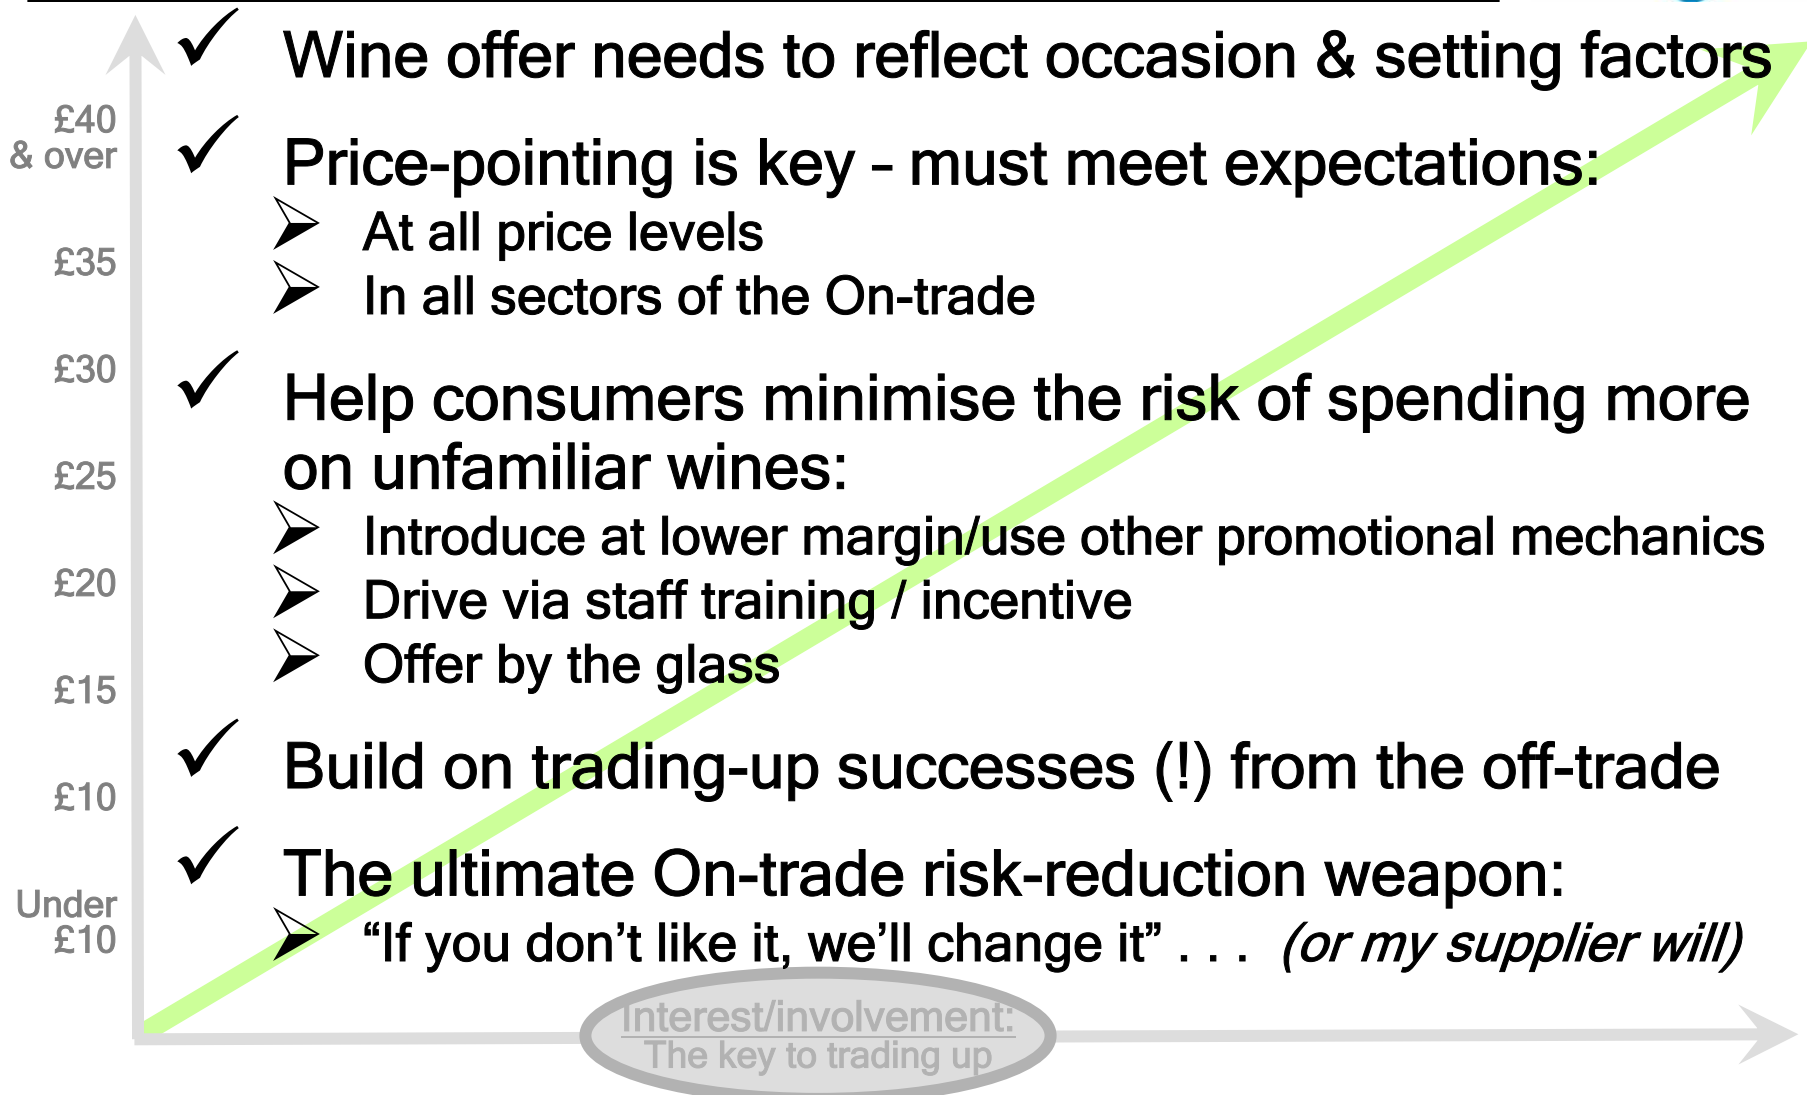 Wine offer needs to reflect occasion & setting factors
Price-pointing is key – must meet expectations:
At all price levels
In all sectors of the On-trade
Help consumers minimise the risk of spending more
on unfamiliar wines:
Introduce at lower margin/use other promotional mechanics
Drive via staff training / incentive
Offer by the glass
Build on trading-up successes (!) from the off-trade
The ultimate On-trade risk-reduction weapon:
“If you don’t like it, we’ll change it” . . . (or my supplier will)
£40
& over
£35
£30
£25
£20
£15
£10
Under
£10
Interest/involvement:
The key to trading up